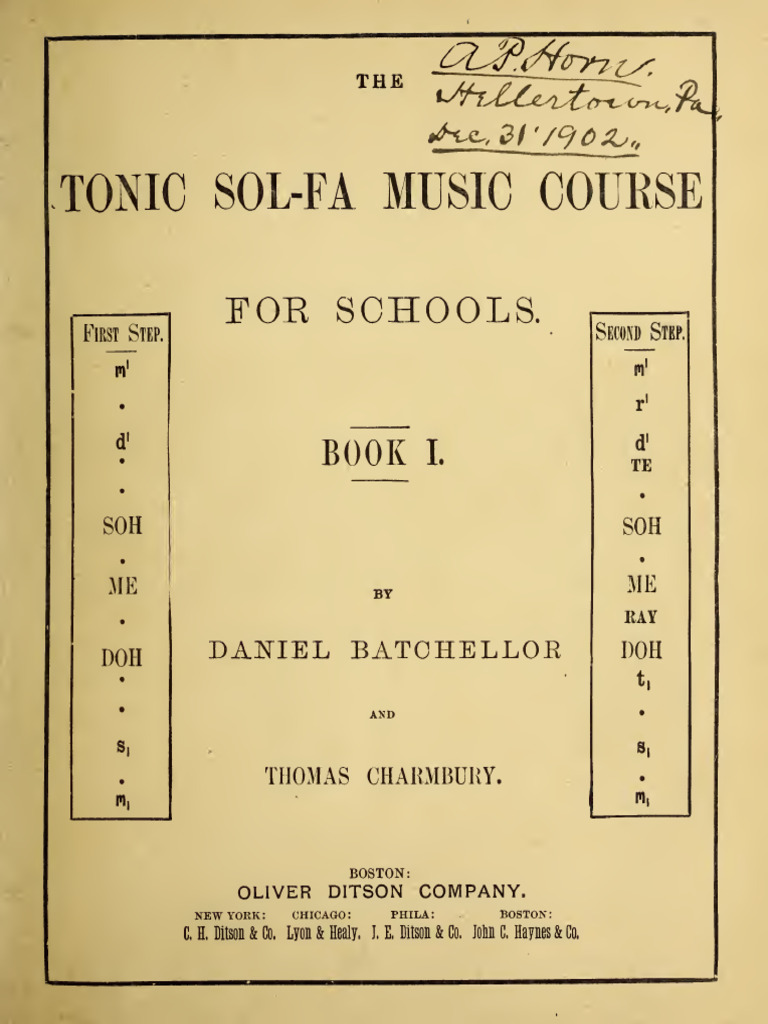 A.P. Horn.
Hellertown, Pa.,
Dec. 31' 1902.,
THE
TONIC SOL-FA MUSIC COURSE
FOR SCHOOLS.
FIRST STEP.
m'
.
d'
.
.
SOH
.
ME
.
DOH
.
.
s,
.
m,
BOOK I.
BY
DANIEL BATCHELLOR
AND
THOMAS CHARMBURY.
SECOND STEP.
m'
r'
d'
TE
.
SOH
.
ME
RAY
DOH
t,
.
s,
.
m,
BOSTON:
OLIVER DITSON COMPANY.
NEW YORK: CHICAGO: PHILA: BOSTON:
C. H. Ditson & Co. Lyon & Healy. J. E. Ditson & Co. John C. Haynes & Co.